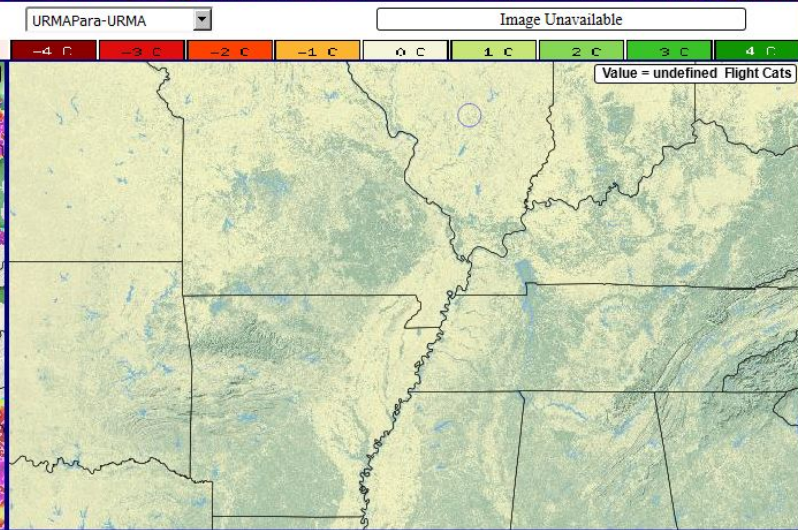 URMAPara-URMA
Image Unavailable
-4 C -3 C -2 C -1 C 0 C 1 C 2 C 3 C 4 C
Value = undefined Flight Cats